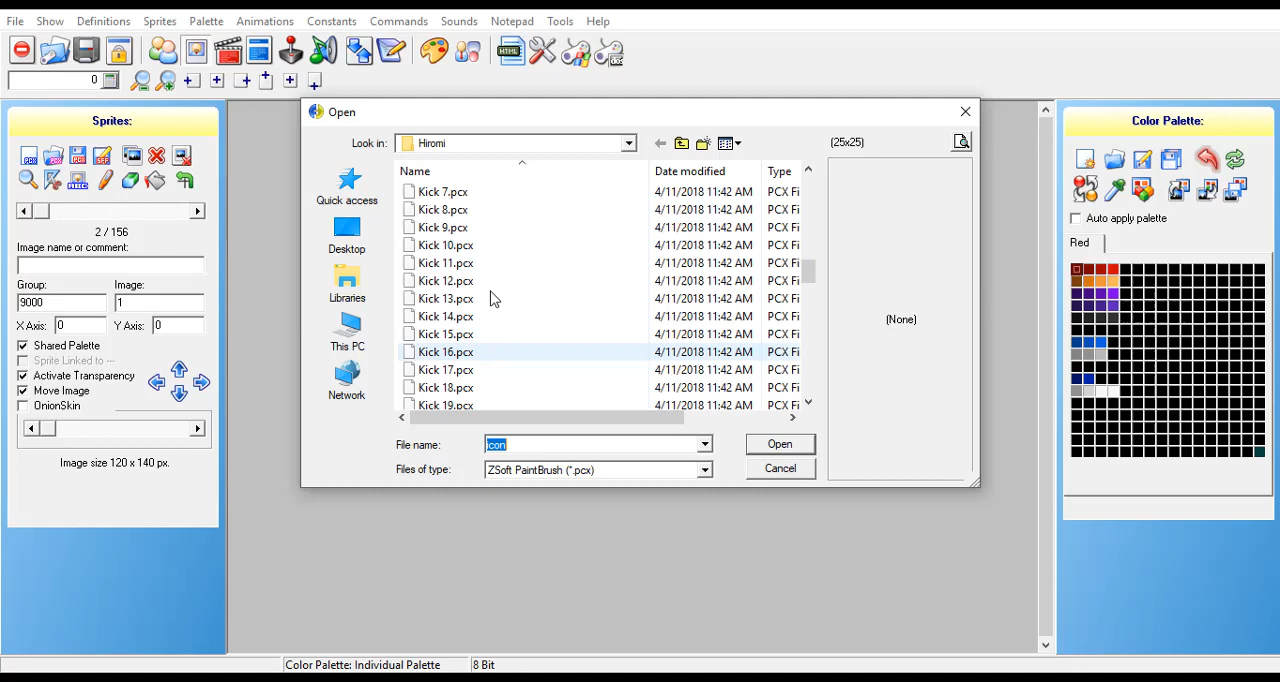 File Show Definitions Sprites Palette Animations Constants Commands Sounds Notepad Tools Help
0
Sprites:
2 / 156
Image name or comment:
Group: Image:
9000 1
X Axis: 0 Y Axis: 0
Shared Palette
Sprite Linked to ---
Activate Transparency
Move Image
OnionSkin
Image size 120 x 140 px.
Open
Look in: Hiromi
(25x25)
Quick access
Desktop
Libraries
This PC
Network
Name Date modified Type
Kick 7.pcx 4/11/2018 11:42 AM PCX Fi
Kick 8.pcx 4/11/2018 11:42 AM PCX Fi
Kick 9.pcx 4/11/2018 11:42 AM PCX Fi
Kick 10.pcx 4/11/2018 11:42 AM PCX Fi
Kick 11.pcx 4/11/2018 11:42 AM PCX Fi
Kick 12.pcx 4/11/2018 11:42 AM PCX Fi
Kick 13.pcx 4/11/2018 11:42 AM PCX Fi
Kick 14.pcx 4/11/2018 11:42 AM PCX Fi
Kick 15.pcx 4/11/2018 11:42 AM PCX Fi
Kick 16.pcx 4/11/2018 11:42 AM PCX Fi
Kick 17.pcx 4/11/2018 11:42 AM PCX Fi
Kick 18.pcx 4/11/2018 11:42 AM PCX Fi
Kick 19.pcx 4/11/2018 11:42 AM PCX Fi
(None)
File name: icon Open
Files of type: ZSoft PaintBrush (*.pcx) Cancel
Color Palette:
Auto apply palette
Red
Color Palette: Individual Palette 8 Bit